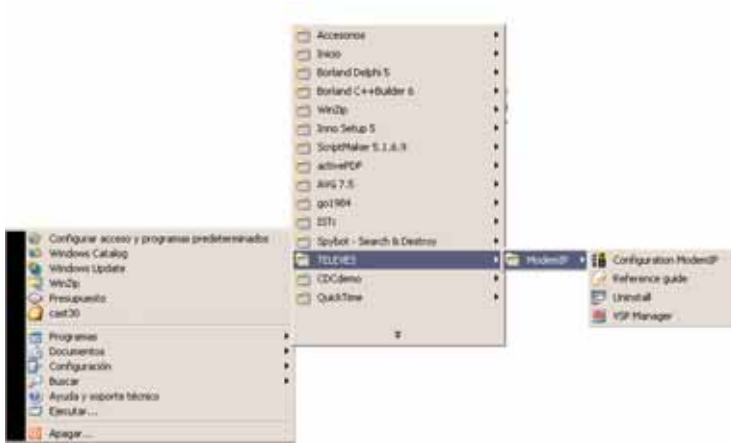 Accesorios
Inicio
Borland Delphi 5
Borland C++Builder 6
WinZip
Inno Setup 5
ScriptMaker 5.1.6.9
activePDF
AVG 7.5
go1984
Spybot - Search & Destroy
TELEVES
CDCdemo
QuickTime
ModemIP
Configuration ModemIP
Reference guide
Uninstall
VSP Manager
Configurar acceso y programas predeterminados
Windows Catalog
Windows Update
WinZip
Presupuesto
cast30
Programas
Documentos
Configuración
Buscar
Ayuda y soporte técnico
Ejecutar...
Apagar...